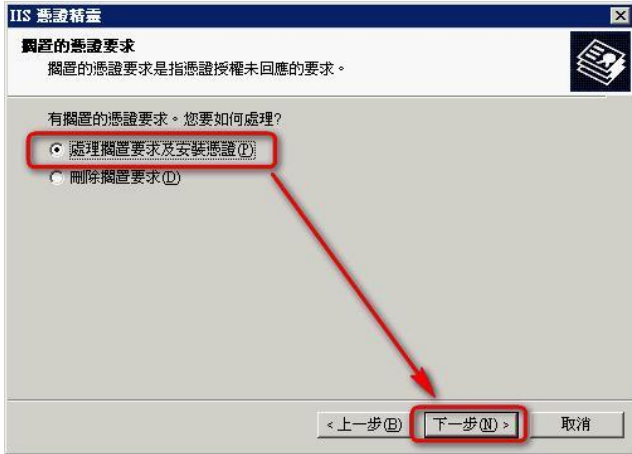 IIS 憑證精靈
擱置的憑證要求
擱置的憑證要求是指憑證授權未回應的要求。
有擱置的憑證要求。您要如何處理?
處理擱置要求及安裝憑證(P)
刪除擱置要求(D)
<上一步(B) 下一步(N)> 取消